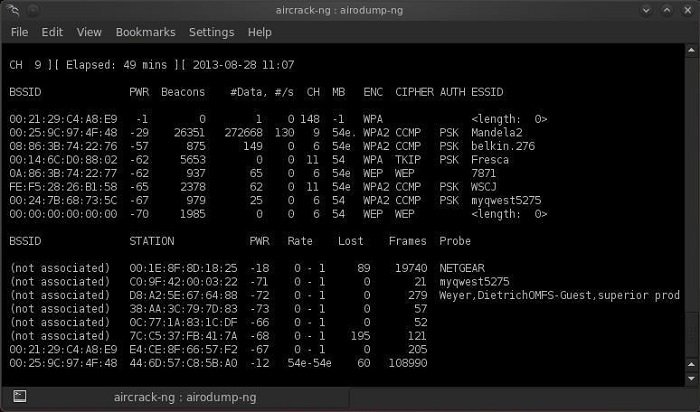 aircrack-ng : airodump-ng
File Edit View Bookmarks Settings Help
CH 9 ][ Elapsed: 49 mins ][ 2013-08-28 11:07
BSSID PWR Beacons #Data, #/s CH MB ENC CIPHER AUTH ESSID
00:21:29:C4:A8:E9 -1 0 1 0 148 -1 WPA <length: 0>
00:25:9C:97:4F:48 -29 26351 272668 130 9 54e. WPA2 CCMP PSK Mandela2
08:86:3B:74:22:76 -57 875 149 0 6 54e WPA2 CCMP PSK belkin.276
00:14:6C:D0:88:02 -62 5653 0 0 11 54 WPA TKIP PSK Fresca
0A:86:3B:74:22:77 -62 937 65 0 6 54e WEP WEP 7871
FE:F5:28:26:B1:58 -65 2378 62 0 11 54e WPA2 CCMP PSK WSCJ
00:24:7B:68:73:5C -67 979 25 0 6 54 WPA2 CCMP PSK myqwest5275
00:00:00:00:00:00 -70 1985 0 0 6 54 WEP WEP <length: 0>
BSSID STATION PWR Rate Lost Frames Probe
(not associated) 00:1E:8F:8D:18:25 -18 0 - 1 89 19740 NETGEAR
(not associated) C0:9F:42:00:03:22 -71 0 - 1 0 21 myqwest5275
(not associated) D8:A2:5E:67:64:88 -72 0 - 1 0 279 Weyer,DietrichOMFS-Guest,superior prod
(not associated) 38:AA:3C:79:7D:83 -73 0 - 1 0 57
(not associated) 0C:77:1A:83:1C:DF -66 0 - 1 0 52
(not associated) 7C:C5:37:FB:41:7A -68 0 - 1 195 121
00:21:29:C4:A8:E9 E4:CE:8F:66:57:F2 -67 0 - 1 0 205
00:25:9C:97:4F:48 44:6D:57:C8:5B:A0 -12 54e-54e 60 108990
aircrack-ng : airodump-ng